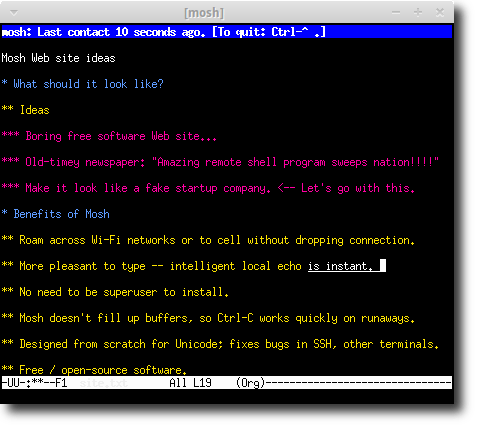 [mosh]
mosh: Last contact 10 seconds ago. [To quit: Ctrl-^ .]
Mosh Web site ideas
* What should it look like?
** Ideas
*** Boring free software Web site...
*** Old-timey newspaper: "Amazing remote shell program sweeps nation!!!!"
*** Make it look like a fake startup company. <-- Let's go with this.
* Benefits of Mosh
** Roam across Wi-Fi networks or to cell without dropping connection.
** More pleasant to type -- intelligent local echo is instant.
** No need to be superuser to install.
** Mosh doesn't fill up buffers, so Ctrl-C works quickly on runaways.
** Designed from scratch for Unicode; fixes bugs in SSH, other terminals.
** Free / open-source software.
-UU-:**--F1  site.txt      All L19    (Org)-------------------------------